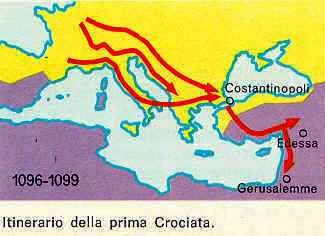 Costantinopoli
Edessa
1096-1099
Gerusalemme
Itinerario della prima Crociata.